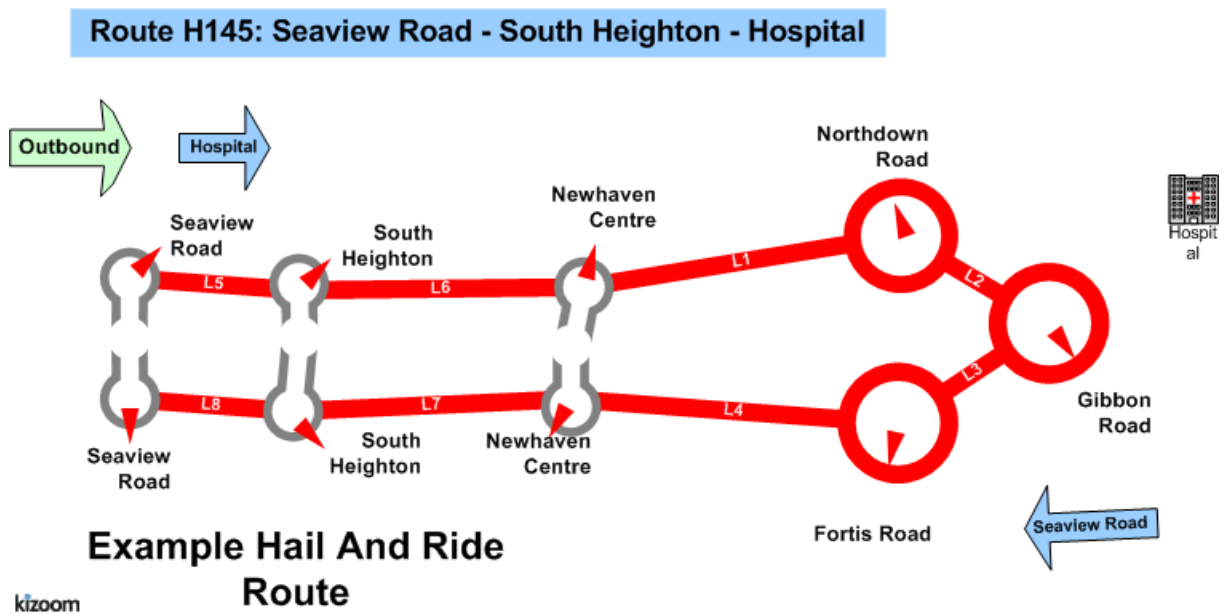 Route H145: Seaview Road - South Heighton - Hospital
Outbound
Hospital
Northdown
Road
Newhaven
Centre
Seaview
Road
South
Heighton
Hospit
al
L1
L2
L5
L6
L3
L8
L7
L4
Gibbon
Road
Seaview
Road
South
Heighton
Newhaven
Centre
Fortis Road
Seaview Road
Example Hail And Ride
Route
kizoom